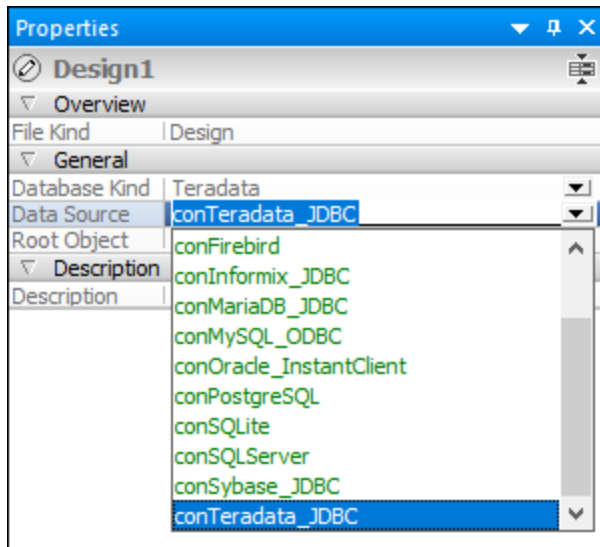 Properties
Design1
Overview
File Kind Design
General
Database Kind Teradata
Data Source conTeradata_JDBC
Root Object
Description
Description
conFirebird
conInformix_JDBC
conMariaDB_JDBC
conMySQL_ODBC
conOracle_InstantClient
conPostgreSQL
conSQLite
conSQLServer
conSybase_JDBC
conTeradata_JDBC